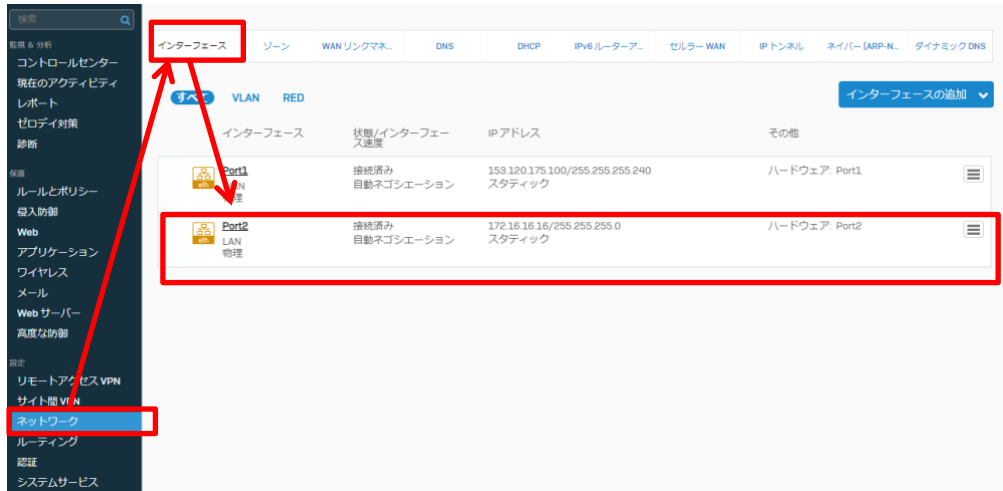 検索
監視 & 分析
コントロールセンター
現在のアクティビティ
レポート
ゼロデイ対策
診断
保護
ルールとポリシー
侵入防御
Web
アプリケーション
ワイヤレス
メール
Web サーバー
高度な防御
設定
リモートアクセス VPN
サイト間 VPN
ネットワーク
ルーティング
認証
システムサービス
インターフェース ゾーン WAN リンクマネ... DNS DHCP IPv6 ルーターア... セルラー WAN IP トンネル ネイバー (ARP-N... ダイナミック DNS
すべて VLAN RED
インターフェースの追加
インターフェース 状態/インターフェース速度 IP アドレス その他
Port1 接続済み 159.120.175.100/255.255.255.240 ハードウェア: Port1
自動ネゴシエーション スタティック
物理
Port2 接続済み 172.16.16.16/255.255.255.0 ハードウェア: Port2
LAN 自動ネゴシエーション スタティック
物理